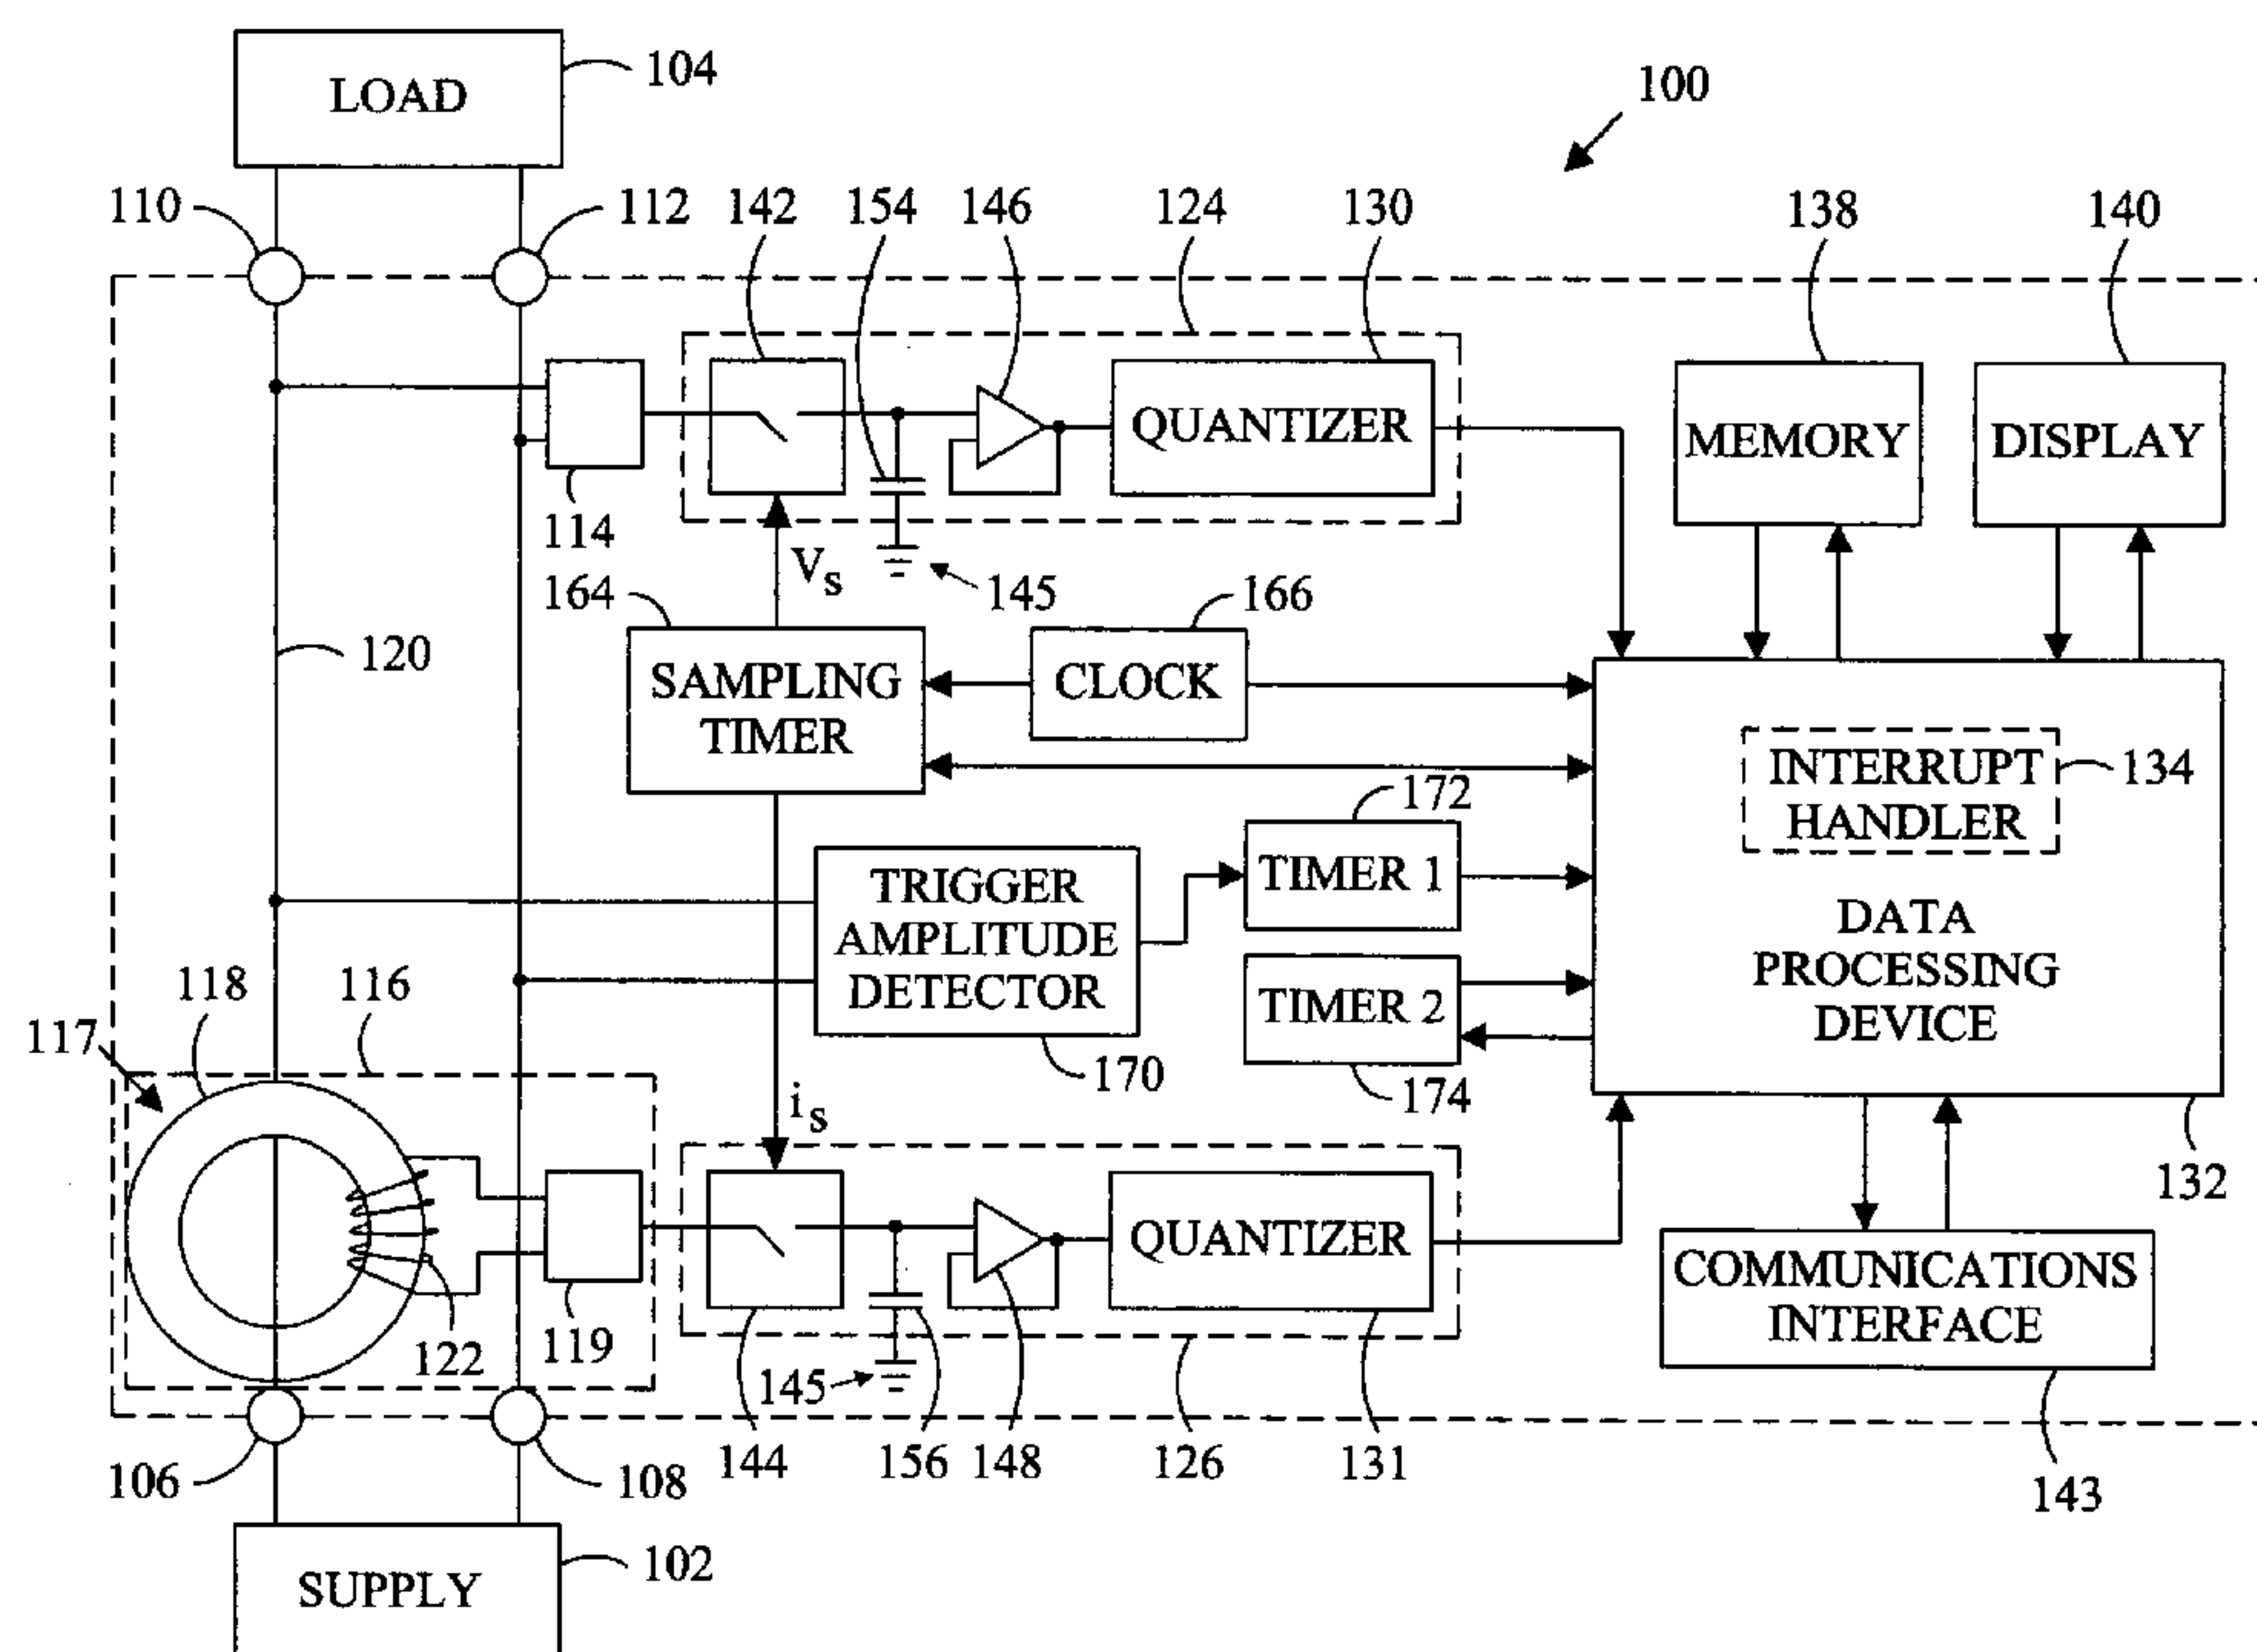 LOAD
104
100
110
112
142
154
146
124
130
138
140
QUANTIZER
MEMORY
DISPLAY
114
Vs
145
164
166
120
SAMPLING
TIMER
CLOCK
INTERRUPT
HANDLER
134
172
TIMER 1
TRIGGER
AMPLITUDE
DETECTOR
DATA
PROCESSING
DEVICE
118
116
117
TIMER 2
170
174
is
132
QUANTIZER
COMMUNICATIONS
INTERFACE
122
119
145
106
108
144
156
148
126
131
143
SUPPLY
102